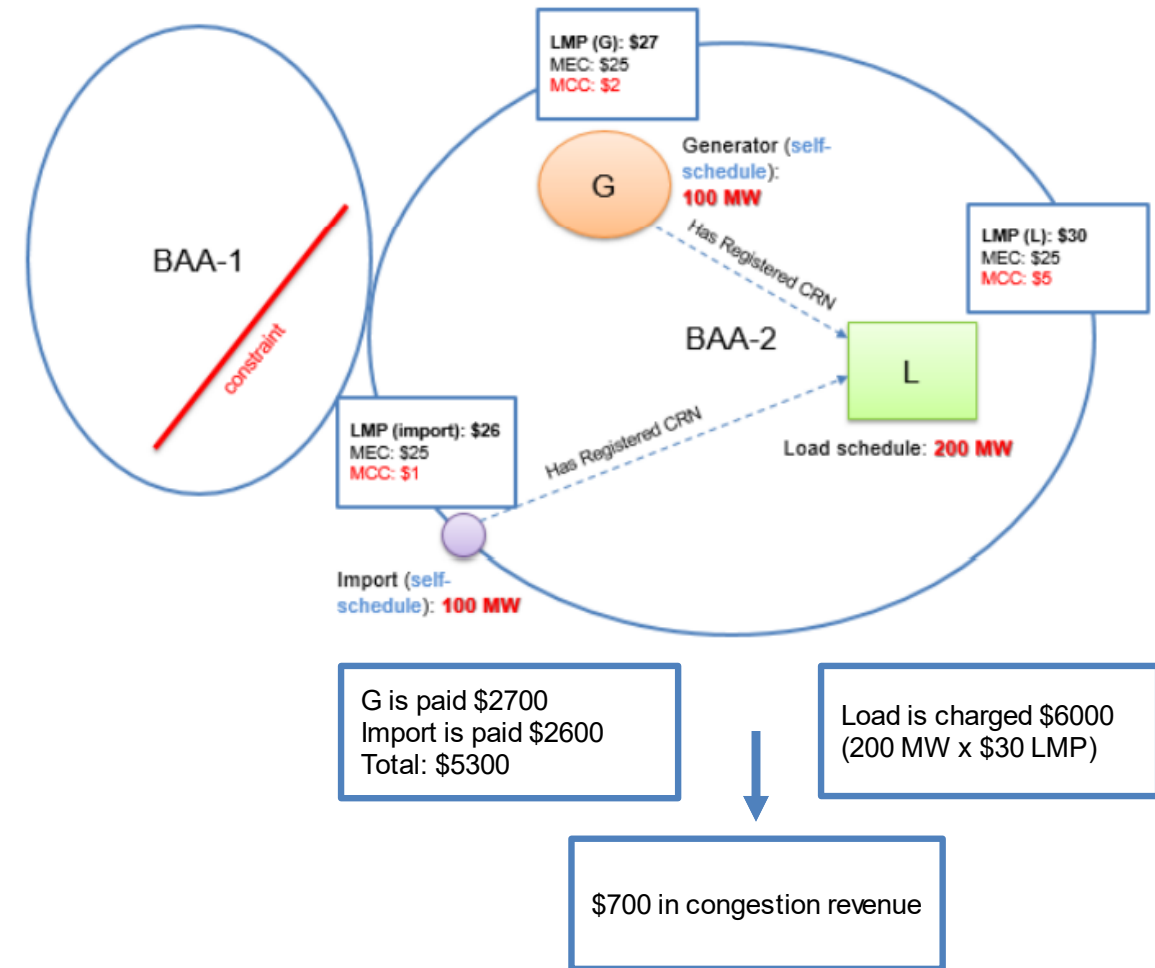 LMP (G): $27
MEC: $25
MCC: $2
G
Generator (self-
schedule):
100 MW
Has Registered CRN
LMP (L): $30
MEC: $25
MCC: $5
BAA-1
constraint
BAA-2
L
Load schedule: 200 MW
LMP (import): $26
MEC: $25
MCC: $1
Has Registered CRN
Import (self-
schedule): 100 MW
G is paid $2700
Import is paid $2600
Total: $5300
Load is charged $6000
(200 MW x $30 LMP)
$700 in congestion revenue